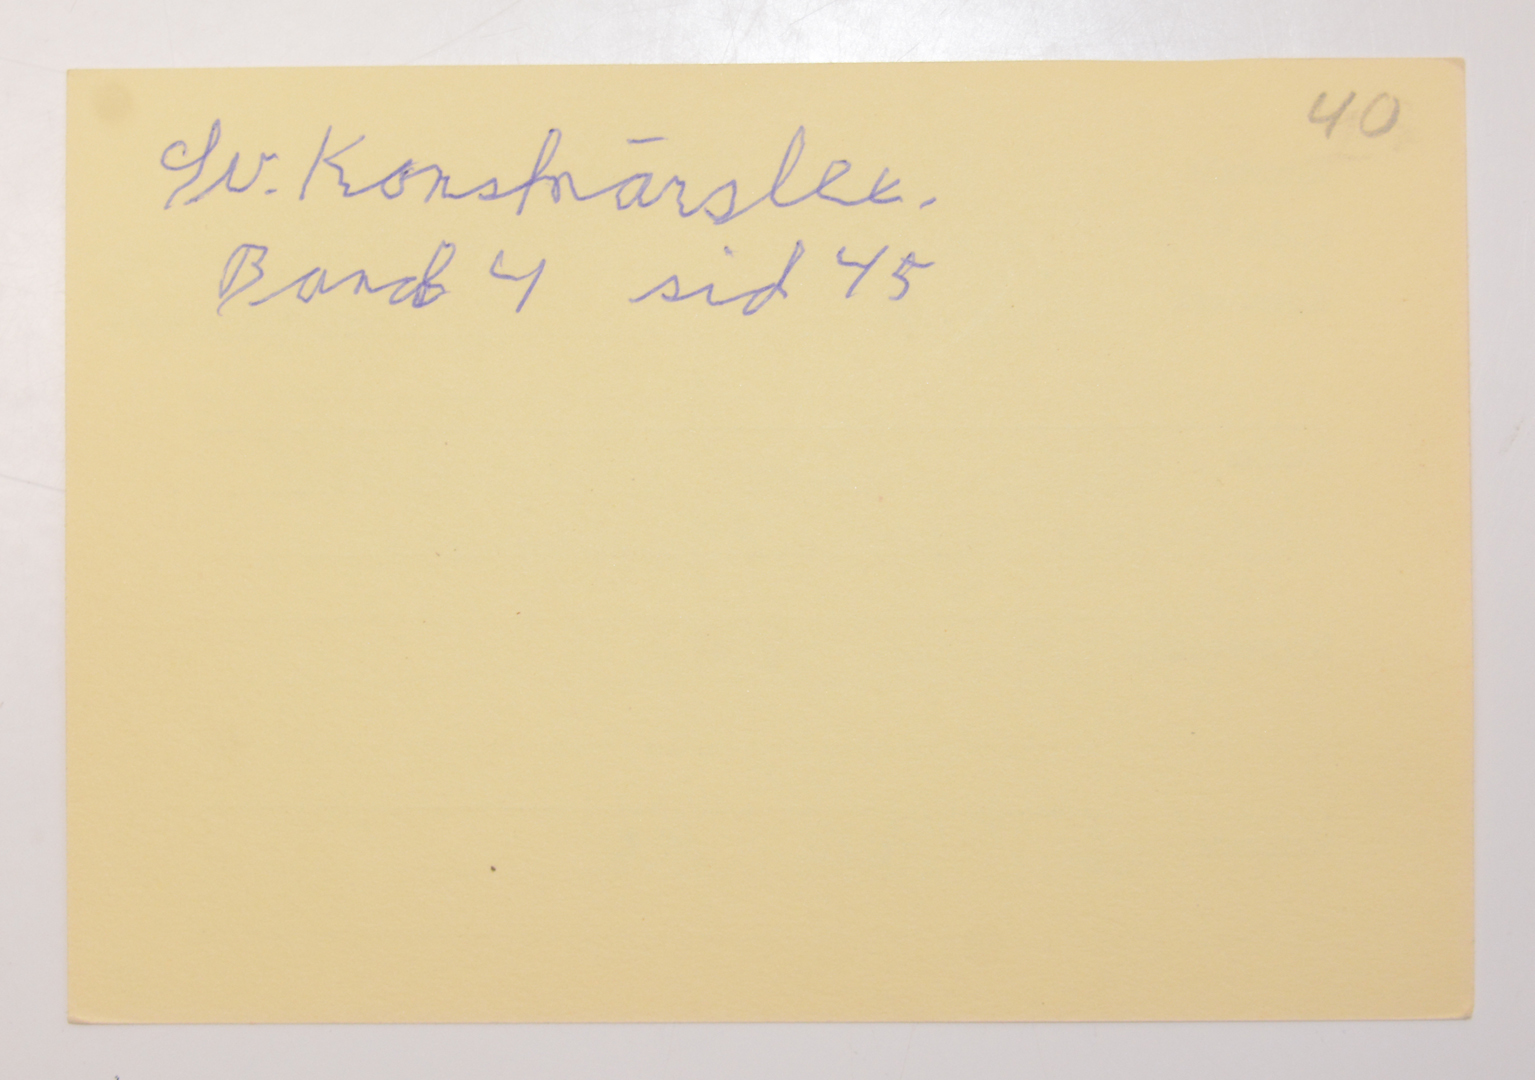 40
Sv. Konstnärslex.
Band 4 sid 45